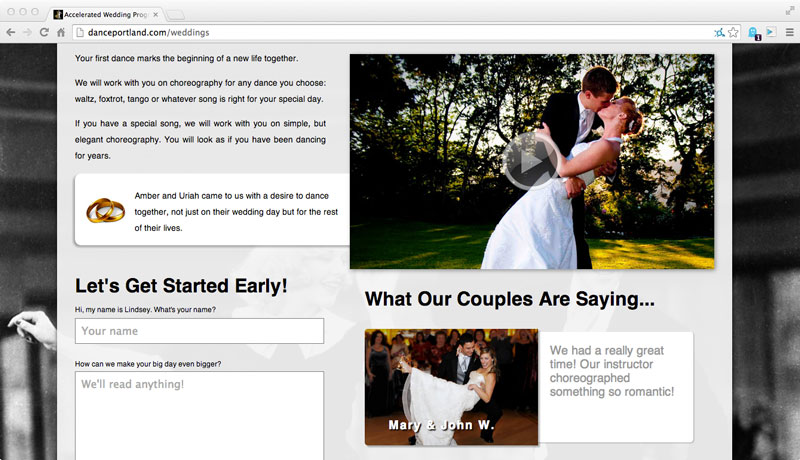 Accelerated Wedding Prog
danceportland.com/weddings
1
Your first dance marks the beginning of a new life together.
We will work with you on choreography for any dance you choose:
waltz, foxtrot, tango or whatever song is right for your special day.
If you have a special song, we will work with you on simple, but
elegant choreography. You will look as if you have been dancing
for years.
Amber and Uriah came to us with a desire to dance
together, not just on their wedding day but for the rest
of their lives.
Let's Get Started Early!
Hi, my name is Lindsey. What's your name?
Your name
How can we make your big day even bigger?
We'll read anything!
What Our Couples Are Saying...
Mary & John W.
We had a really great
time! Our instructor
choreographed
something so romantic!